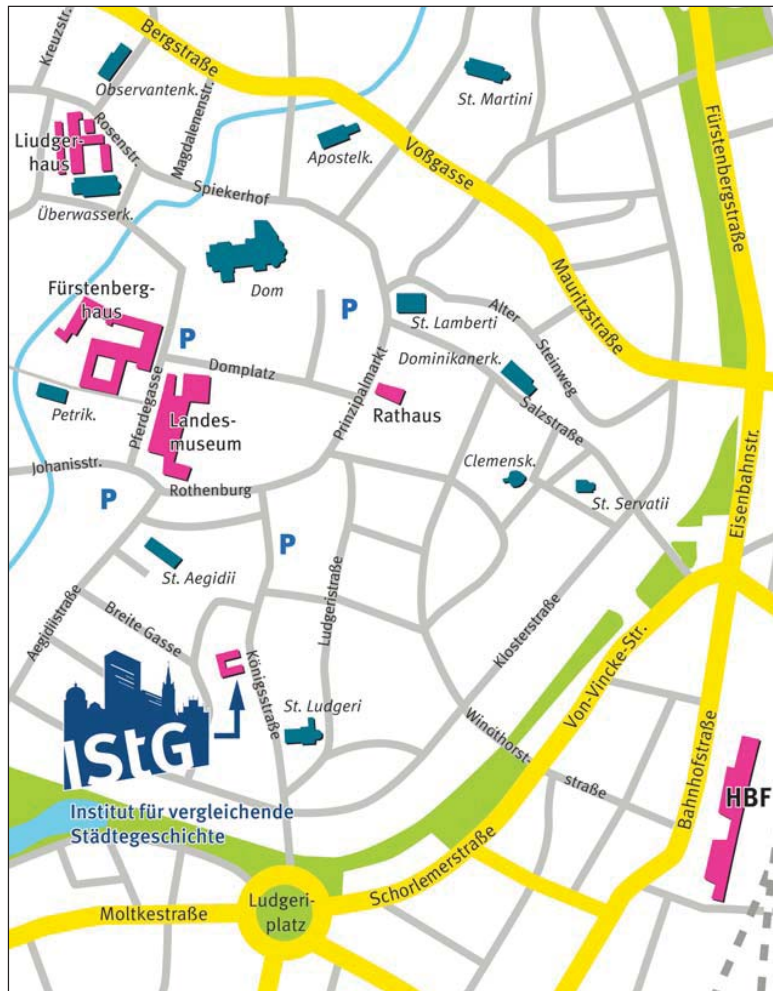 Kreuzstr.
Bergstraße
Observantenk.
St. Martini
Fürstenbergstraße
Liudger-
haus
Rosenstr.
Magdalenenstr.
Apostelk.
Voßgasse
Überwasserk.
Spiekerhof
Dom
Fürstenberg-
haus
P
P
St. Lamberti
Alter
Steinweg
Mauritzstraße
Domplatz
Dominikanerk.
Prinzipalmarkt
Rathaus
Salzstraße
Petrik.
Pferdegasse
Landes-
museum
Johanisstr.
Rothenburg
Clemensk.
St. Servatii
Eisenbahnstr.
P
P
St. Aegidii
Aegidiistraße
Breite Gasse
Ludgeristraße
Klosterstraße
Königsstraße
St. Ludgeri
Von-Vincke-Str.
Windthorst-
straße
IStG
Institut für vergleichende
Städtegeschichte
Bahnhofstraße
HBF
Schorlemerstraße
Moltkestraße
Ludgeri-
platz